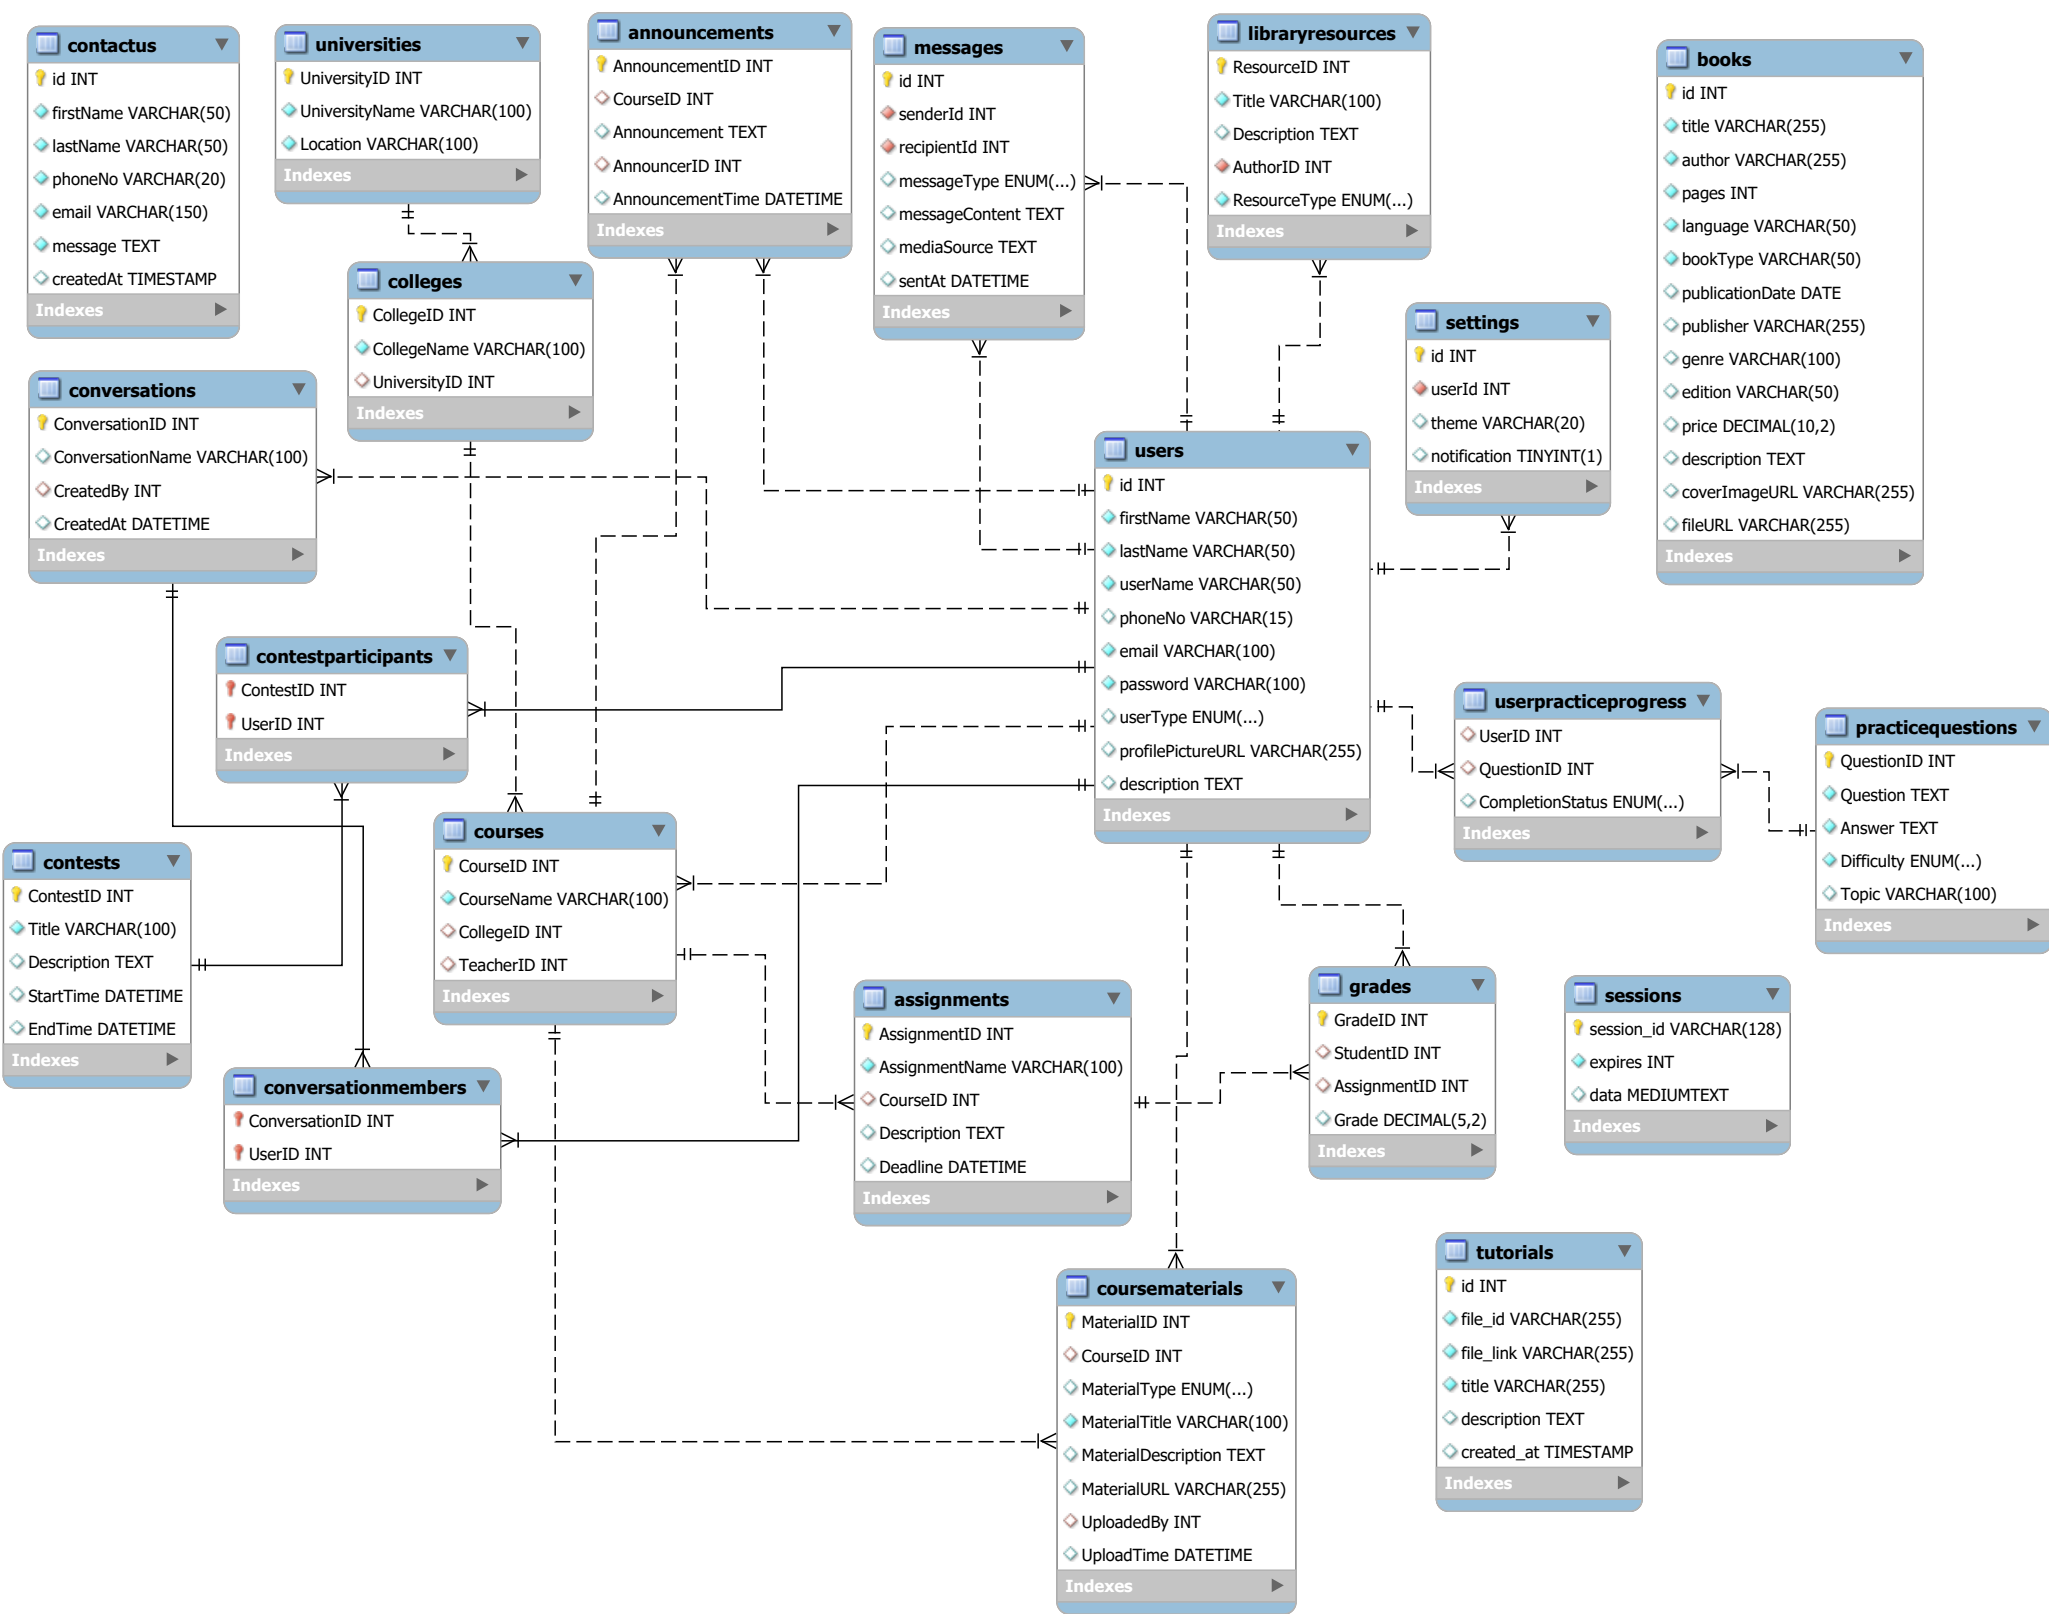 contactus
id INT
firstName VARCHAR(50)
lastName VARCHAR(50)
phoneNo VARCHAR(20)
email VARCHAR(150)
message TEXT
createdAt TIMESTAMP
Indexes
universities
UniversityID INT
UniversityName VARCHAR(100)
Location VARCHAR(100)
Indexes
announcements
AnnouncementID INT
CourseID INT
Announcement TEXT
AnnouncerID INT
AnnouncementTime DATETIME
Indexes
messages
id INT
senderId INT
recipientId INT
messageType ENUM(...)
messageContent TEXT
mediaSource TEXT
sentAt DATETIME
Indexes
libraryresources
ResourceID INT
Title VARCHAR(100)
Description TEXT
AuthorID INT
ResourceType ENUM(...)
Indexes
books
id INT
title VARCHAR(255)
author VARCHAR(255)
pages INT
language VARCHAR(50)
bookType VARCHAR(50)
publicationDate DATE
publisher VARCHAR(255)
genre VARCHAR(100)
edition VARCHAR(50)
price DECIMAL(10,2)
description TEXT
coverImageURL VARCHAR(255)
fileURL VARCHAR(255)
Indexes
colleges
CollegeID INT
CollegeName VARCHAR(100)
UniversityID INT
Indexes
settings
id INT
userId INT
theme VARCHAR(20)
notification TINYINT(1)
Indexes
conversations
ConversationID INT
ConversationName VARCHAR(100)
CreatedBy INT
CreatedAt DATETIME
Indexes
users
id INT
firstName VARCHAR(50)
lastName VARCHAR(50)
userName VARCHAR(50)
phoneNo VARCHAR(15)
email VARCHAR(100)
password VARCHAR(100)
userType ENUM(...)
profilePictureURL VARCHAR(255)
description TEXT
Indexes
contestparticipants
ContestID INT
UserID INT
Indexes
userpracticeprogress
UserID INT
QuestionID INT
CompletionStatus ENUM(...)
Indexes
practicequestions
QuestionID INT
Question TEXT
Answer TEXT
Difficulty ENUM(...)
Topic VARCHAR(100)
Indexes
courses
CourseID INT
CourseName VARCHAR(100)
CollegeID INT
TeacherID INT
Indexes
contests
ContestID INT
Title VARCHAR(100)
Description TEXT
StartTime DATETIME
EndTime DATETIME
Indexes
conversationmembers
ConversationID INT
UserID INT
Indexes
assignments
AssignmentID INT
AssignmentName VARCHAR(100)
CourseID INT
Description TEXT
Deadline DATETIME
Indexes
grades
GradeID INT
StudentID INT
AssignmentID INT
Grade DECIMAL(5,2)
Indexes
sessions
session_id VARCHAR(128)
expires INT
data MEDIUMTEXT
Indexes
coursematerials
MaterialID INT
CourseID INT
MaterialType ENUM(...)
MaterialTitle VARCHAR(100)
MaterialDescription TEXT
MaterialURL VARCHAR(255)
UploadedBy INT
UploadTime DATETIME
Indexes
tutorials
id INT
file_id VARCHAR(255)
file_link VARCHAR(255)
title VARCHAR(255)
description TEXT
created_at TIMESTAMP
Indexes